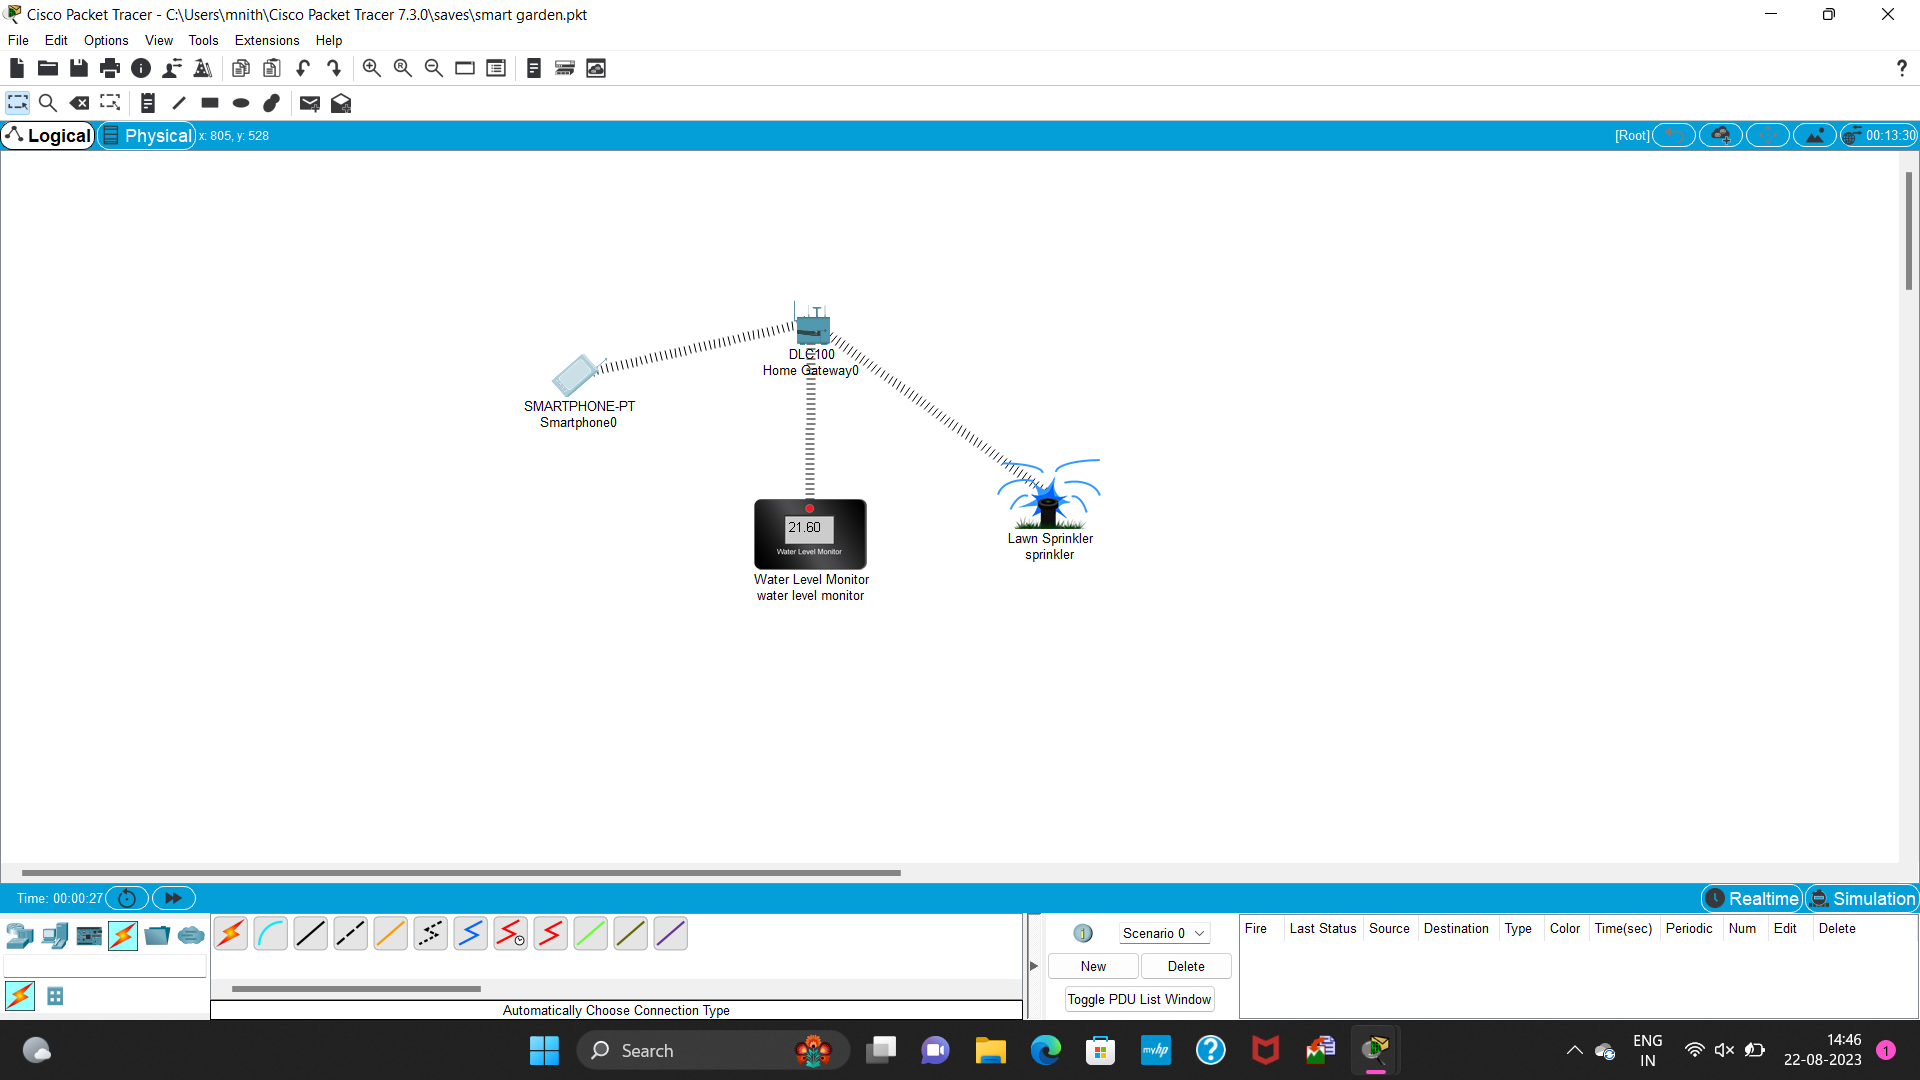 Cisco Packet Tracer - C:\Users\mnith\Cisco Packet Tracer 7.3.0\saves\smart garden.pkt
File Edit Options View Tools Extensions Help
?
Logical Physical x: 805, y: 528 [Root] 00:13:30
DLC100
Home Gateway0
SMARTPHONE-PT
Smartphone0
21.60
Water Level Monitor
Water Level Monitor
water level monitor
Lawn Sprinkler
sprinkler
Time: 00:00:27 Realtime Simulation
Scenario 0
New Delete
Toggle PDU List Window
Fire Last Status Source Destination Type Color Time(sec) Periodic Num Edit Delete
Automatically Choose Connection Type
Search
myhp
ENG
IN
14:46
22-08-2023
1